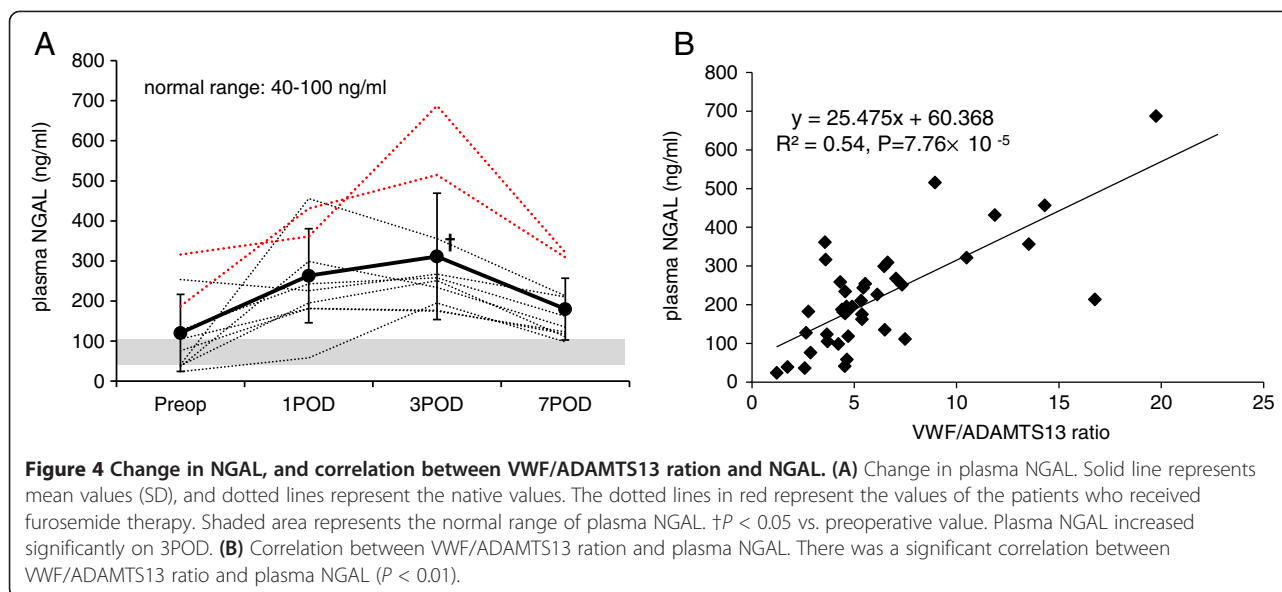 A
800
700
600
500
400
300
200
100
0
plasma NGAL (ng/ml)
normal range: 40-100 ng/ml
†
Preop 1POD 3POD 7POD
B
800
700
600
500
400
300
200
100
0
plasma NGAL (ng/ml)
y = 25.475x + 60.368
R² = 0.54, P=7.76× 10 ⁻⁵
0 5 10 15 20 25
VWF/ADAMTS13 ratio
Figure 4 Change in NGAL, and correlation between VWF/ADAMTS13 ration and NGAL. (A) Change in plasma NGAL. Solid line represents
mean values (SD), and dotted lines represent the native values. The dotted lines in red represent the values of the patients who received
furosemide therapy. Shaded area represents the normal range of plasma NGAL. †P < 0.05 vs. preoperative value. Plasma NGAL increased
significantly on 3POD. (B) Correlation between VWF/ADAMTS13 ration and plasma NGAL. There was a significant correlation between
VWF/ADAMTS13 ratio and plasma NGAL (P < 0.01).